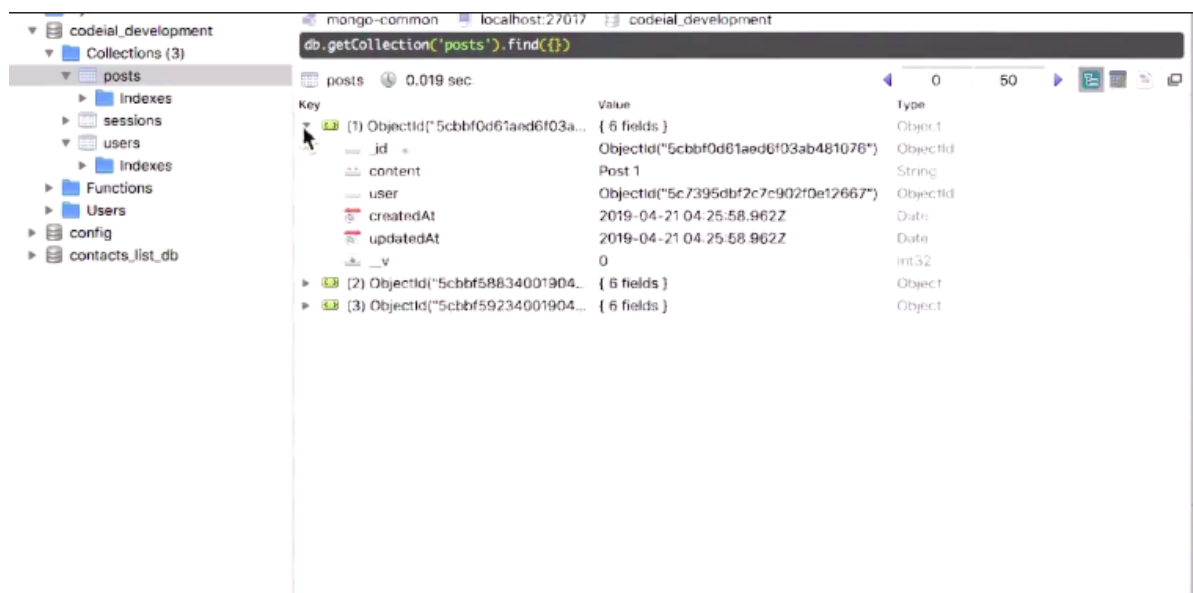 mongo-common localhost:27017 codeial_development
codeial_development
Collections (3)
posts
Indexes
sessions
users
Indexes
Functions
Users
config
contacts_list_db
db.getCollection('posts').find({})
posts 0.019 sec.
0 50
Key Value Type
(1) ObjectId("5cbbf0d61aed6f03a... { 6 fields } Object
_id ObjectId("5cbbf0d61aed6f03ab481076") ObjectId
content Post 1 String
user ObjectId("5c7395dbf2c7c902f0e12667") ObjectId
createdAt 2019-04-21 04:25:58.962Z Date
updatedAt 2019-04-21 04:25:58.962Z Date
__v 0 Int32
(2) ObjectId("5cbbf58834001904... { 6 fields } Object
(3) ObjectId("5cbbf59234001904... { 6 fields } Object